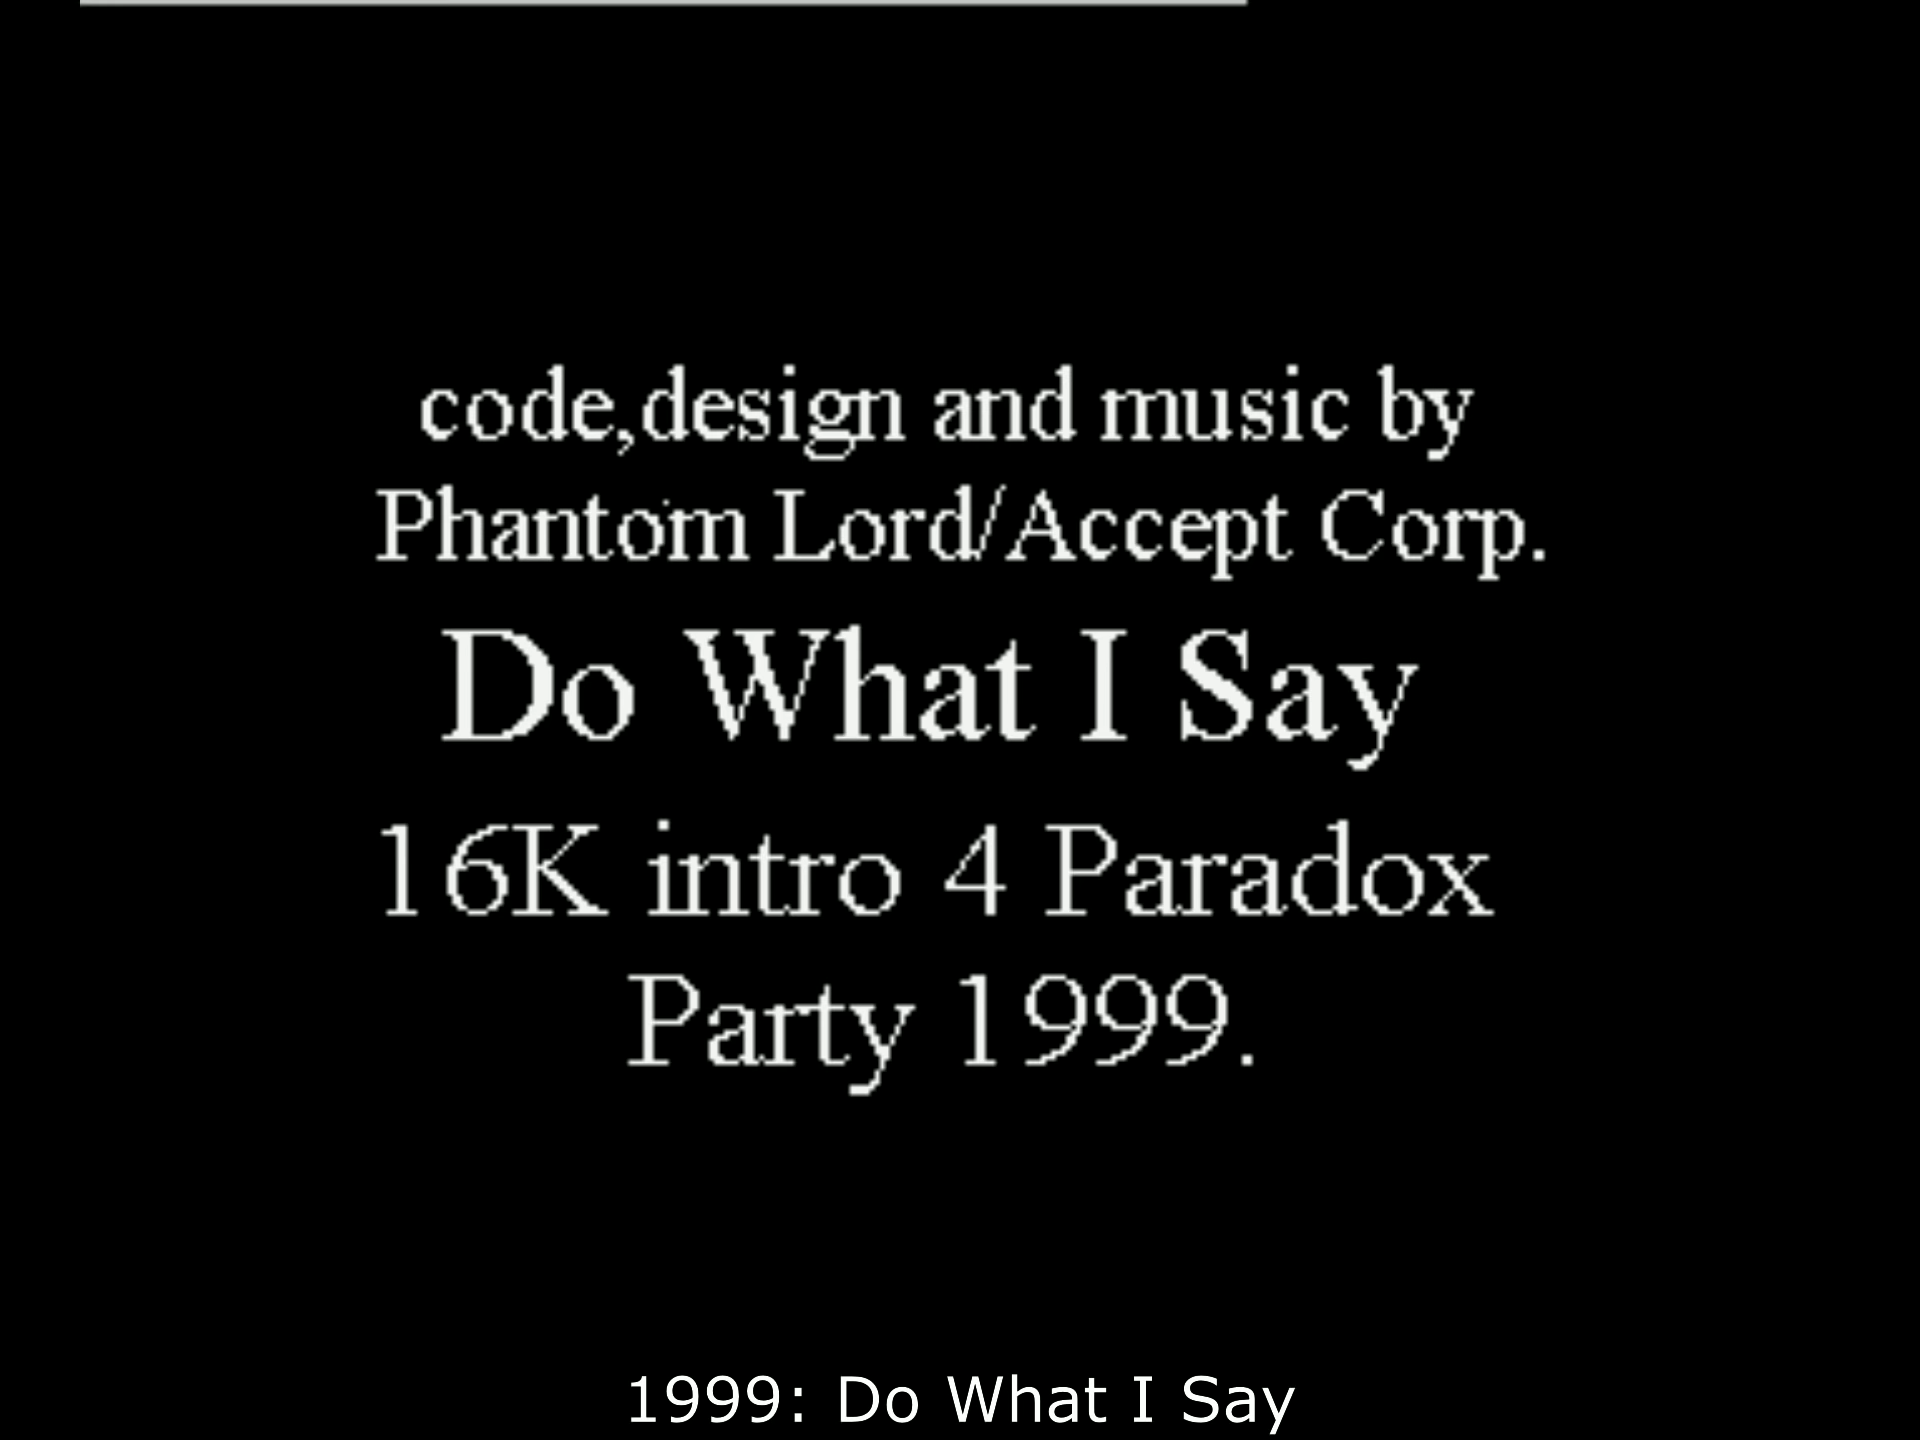 code,design and music by
Phantom Lord/Accept Corp.
Do What I Say
16K intro 4 Paradox
Party 1999.
1999: Do What I Say